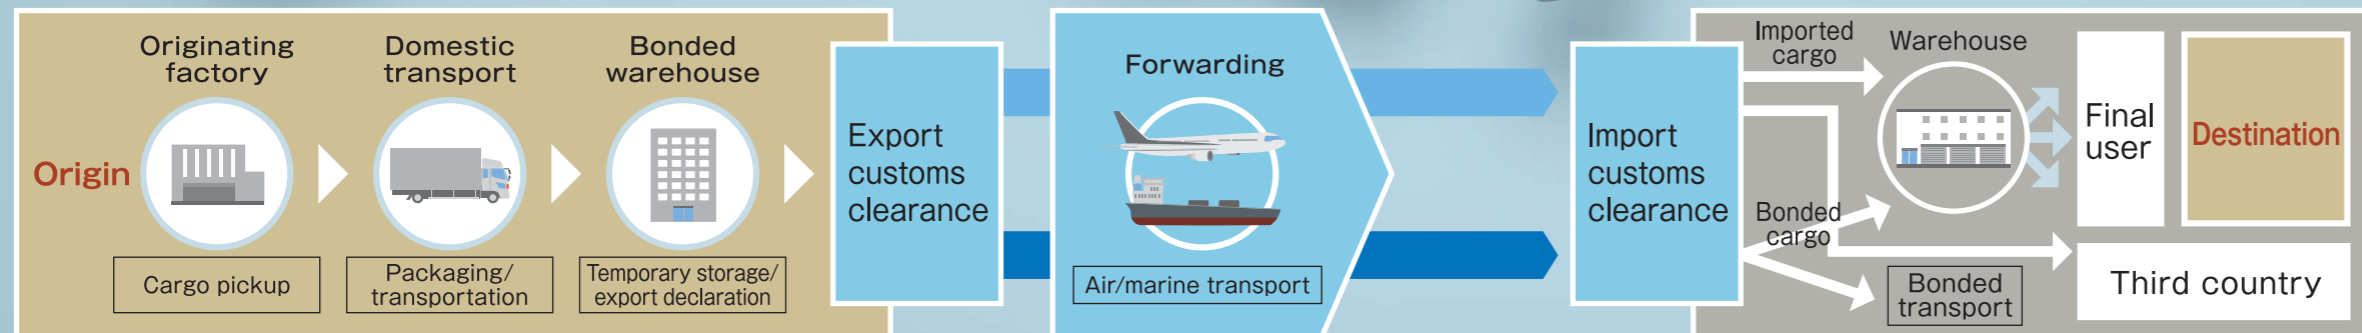 Origin
Originating
factory
Cargo pickup
Domestic
transport
Packaging/
transportation
Bonded
warehouse
Temporary storage/
export declaration
Export
customs
clearance
Forwarding
Air/marine transport
Import
customs
clearance
Imported
cargo
Bonded
cargo
Warehouse
Bonded
transport
Final
user
Destination
Third country